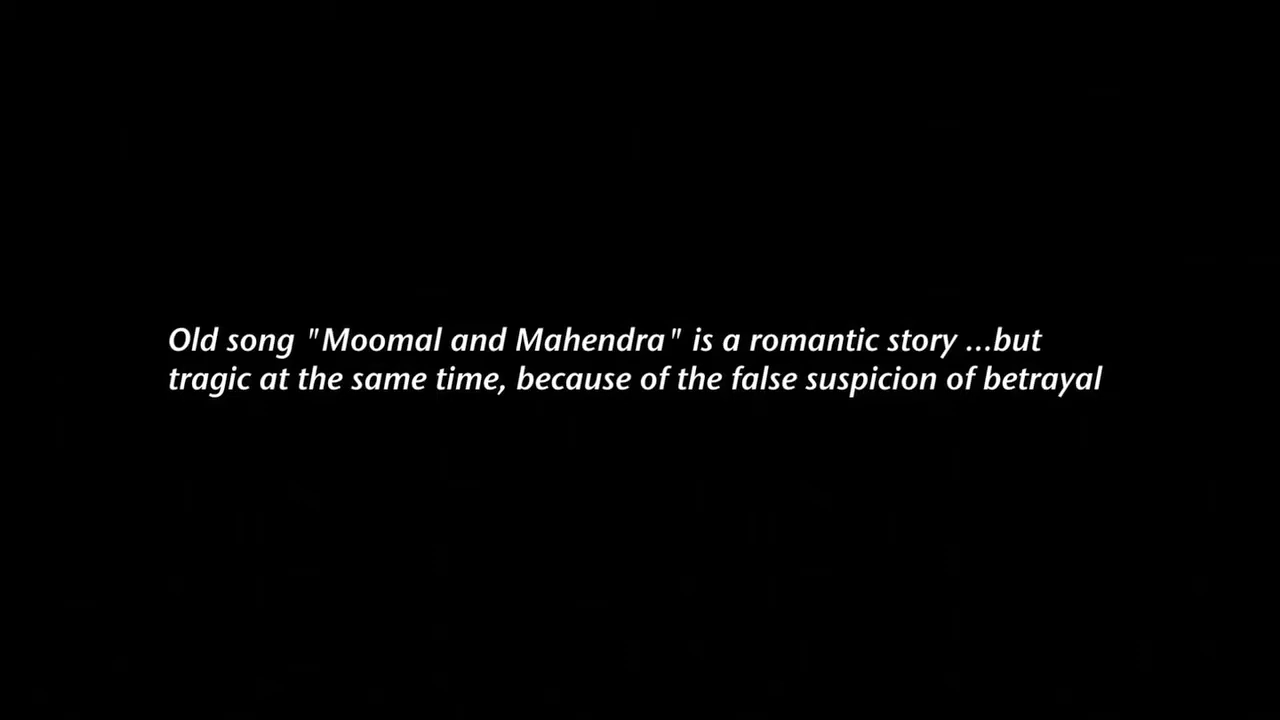 Old song "Moomal and Mahendra" is a romantic story ...but
tragic at the same time, because of the false suspicion of betrayal